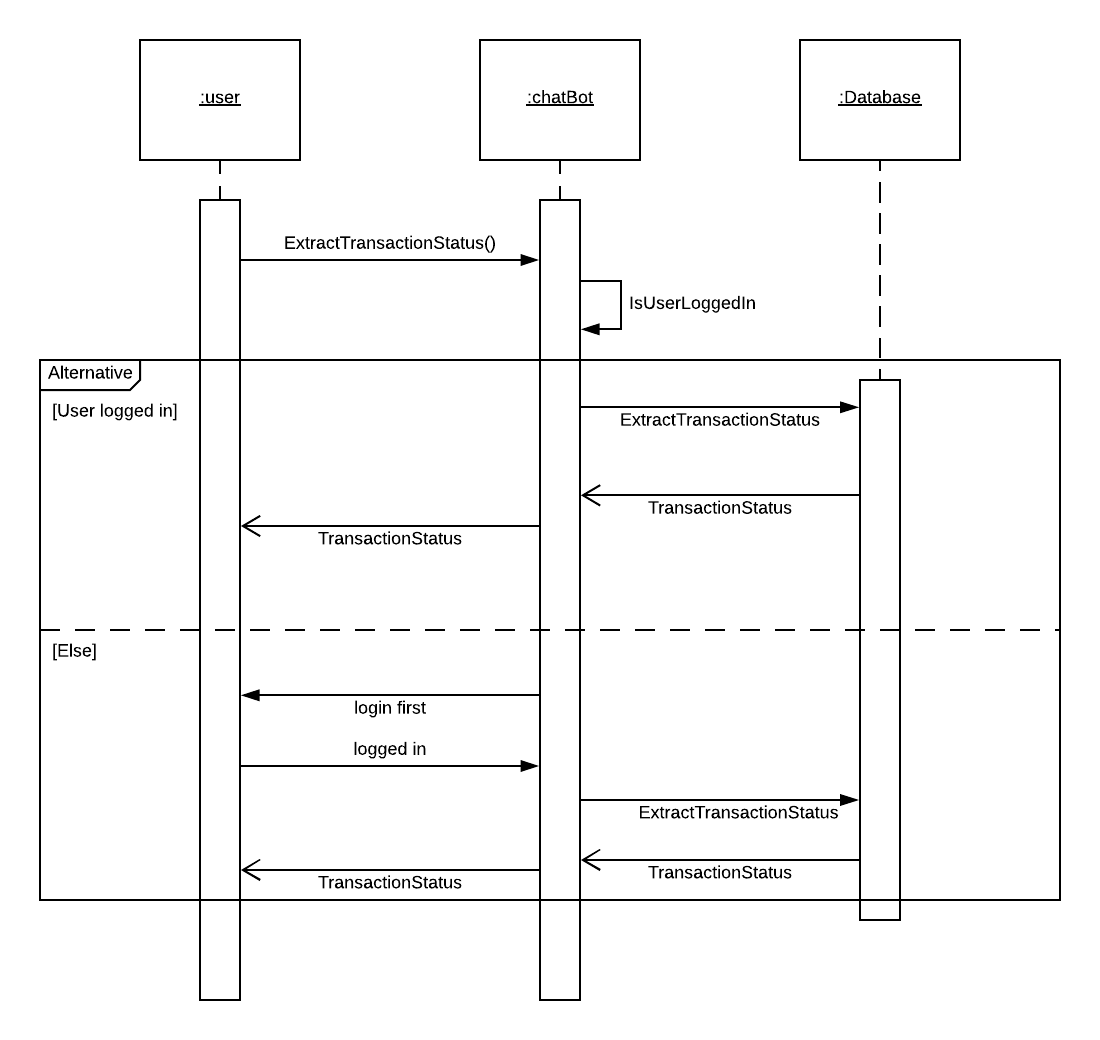 :user
:chatBot
:Database
ExtractTransactionStatus()
IsUserLoggedIn
Alternative
[User logged in]
ExtractTransactionStatus
TransactionStatus
TransactionStatus
[Else]
login first
logged in
ExtractTransactionStatus
TransactionStatus
TransactionStatus